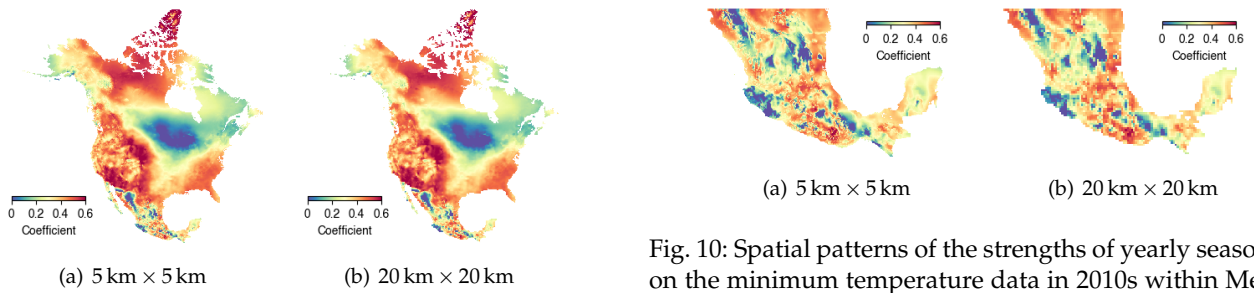 0 0.2 0.4 0.6
Coefficient
(a) 5 km × 5 km
0 0.2 0.4 0.6
Coefficient
(b) 20 km × 20 km
0 0.2 0.4 0.6
Coefficient
(a) 5 km × 5 km
0 0.2 0.4 0.6
Coefficient
(b) 20 km × 20 km
Fig. 10: Spatial patterns of the strengths of yearly seaso
on the minimum temperature data in 2010s within Me